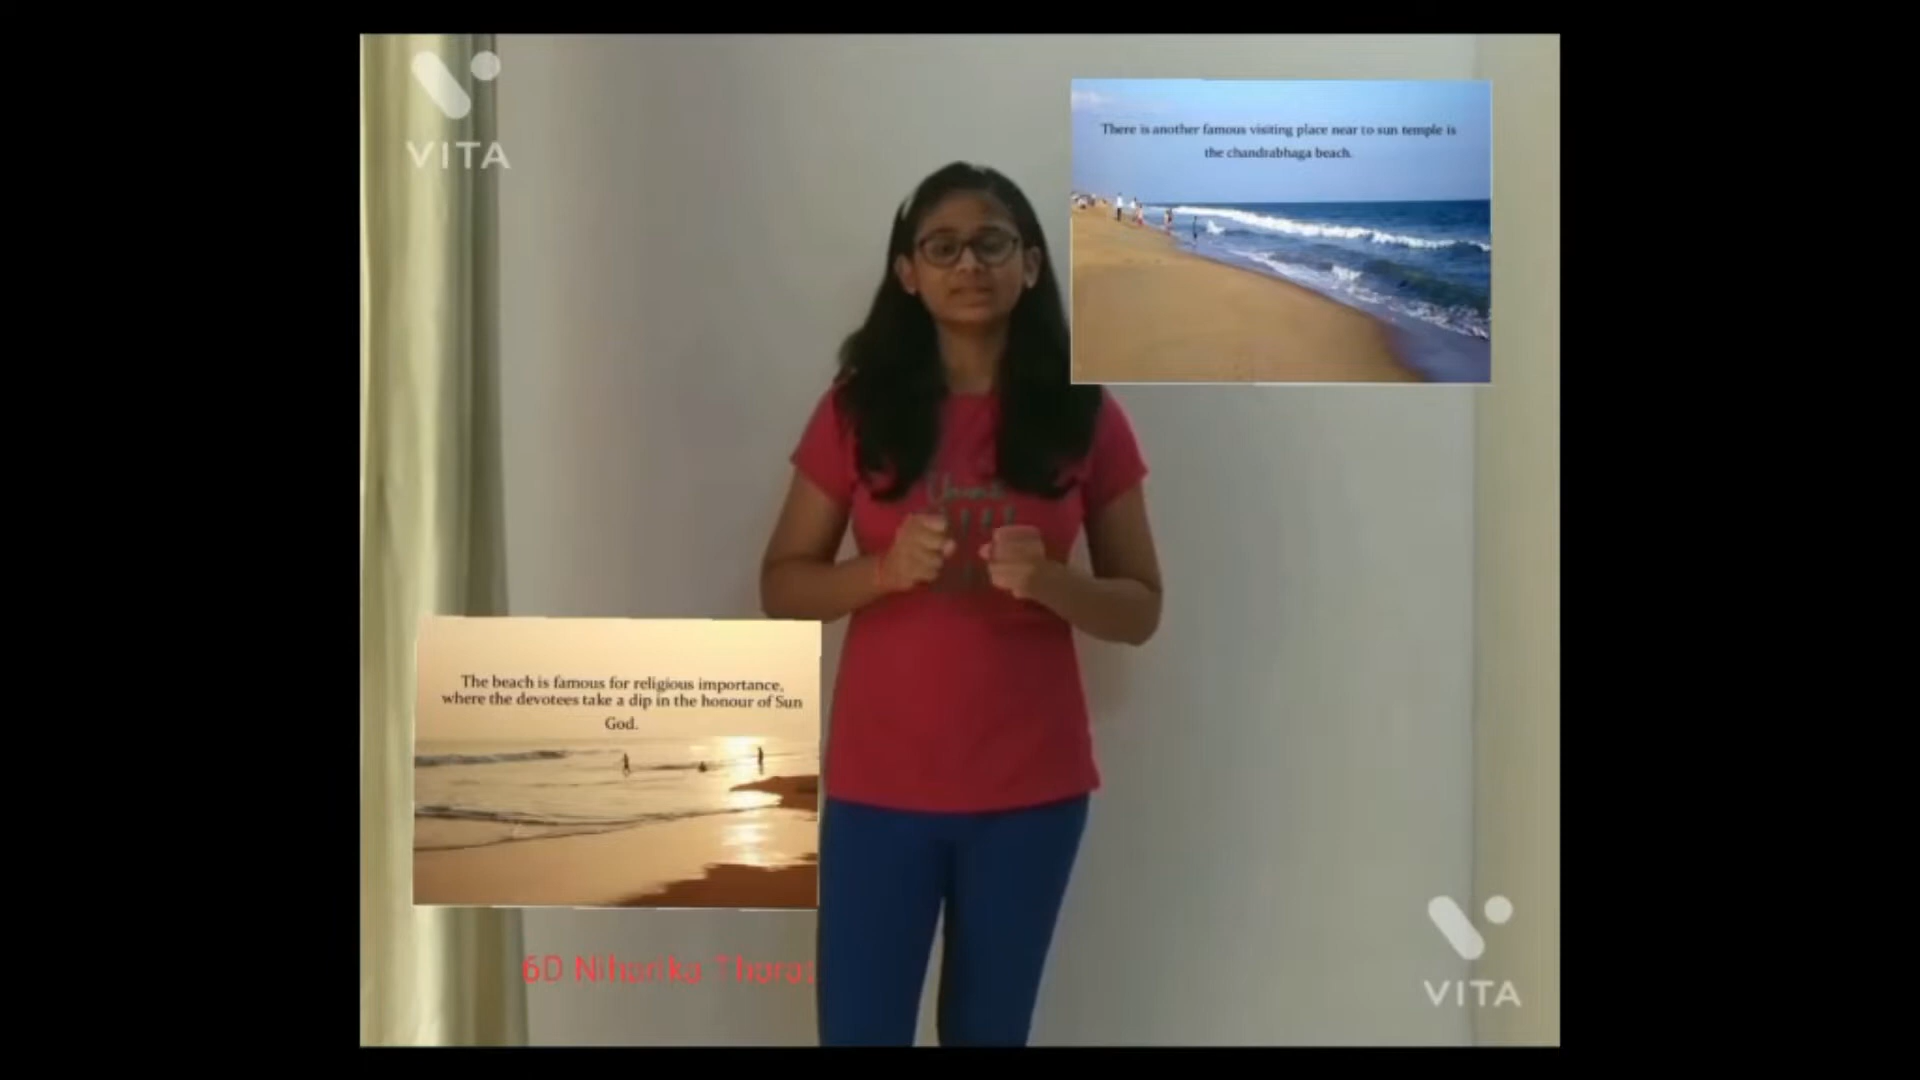 VITA
There is another famous visiting place near to sun temple is
the chandrabhaga beach.
The beach is famous for religious importance,
where the devotees take a dip in the honour of Sun
God.
6D Niharika Thorat
VITA